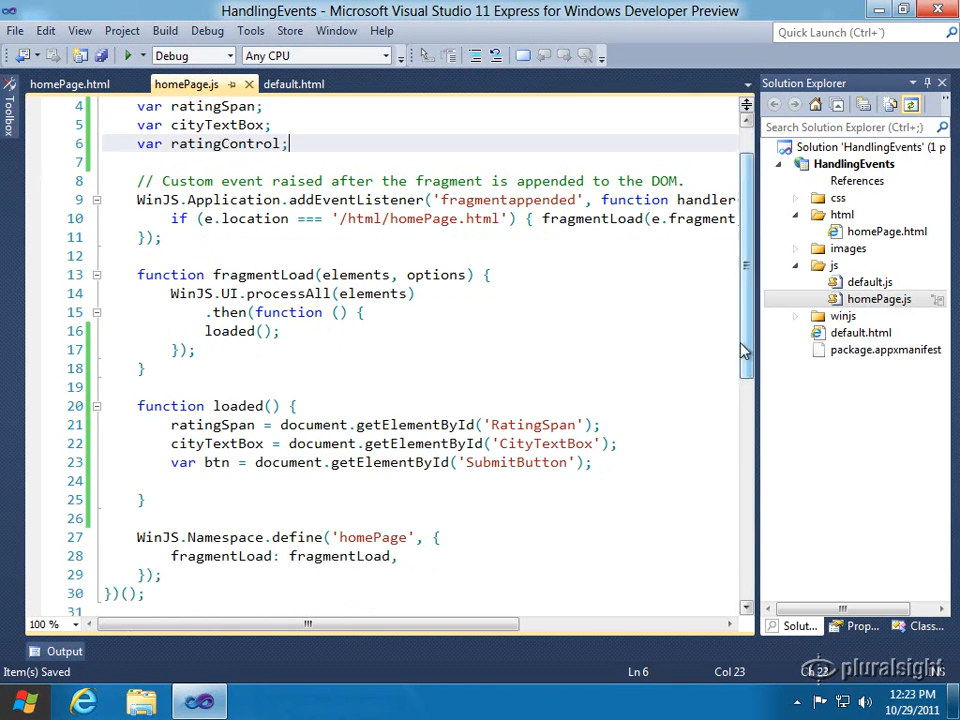 HandlingEvents - Microsoft Visual Studio 11 Express for Windows Developer Preview
File Edit View Project Build Debug Tools Store Window Help
Quick Launch (Ctrl+`)
Debug Any CPU
homePage.html homePage.js default.html
Toolbox
4 var ratingSpan;
5 var cityTextBox;
6 var ratingControl;
7
8 // Custom event raised after the fragment is appended to the DOM.
9 WinJS.Application.addEventListener('fragmentappended', function handler
10 if (e.location === '/html/homePage.html') { fragmentLoad(e.fragment
11 });
12
13 function fragmentLoad(elements, options) {
14 WinJS.UI.processAll(elements)
15 .then(function () {
16 loaded();
17 });
18 }
19
20 function loaded() {
21 ratingSpan = document.getElementById('RatingSpan');
22 cityTextBox = document.getElementById('CityTextBox');
23 var btn = document.getElementById('SubmitButton');
24
25 }
26
27 WinJS.Namespace.define('homePage', {
28 fragmentLoad: fragmentLoad,
29 });
30 })();
31
100 %
Solution Explorer
Search Solution Explorer (Ctrl+;)
Solution 'HandlingEvents' (1 p
HandlingEvents
References
css
html
homePage.html
images
js
default.js
homePage.js
winjs
default.html
package.appxmanifest
Solut... Prop... Class...
Output
Item(s) Saved Ln 6 Col 23 Ch 22 INS
pluralsight
12:23 PM
10/29/2011